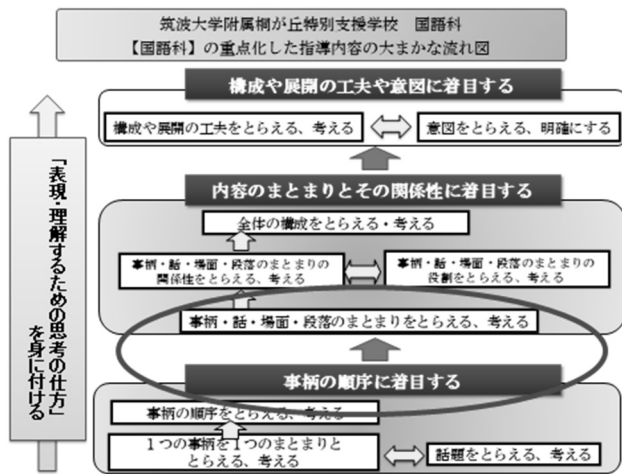 筑波大学附属桐が丘特別支援学校　国語科
【国語科】の重点化した指導内容の大まかな流れ図
構成や展開の工夫や意図に着目する
構成や展開の工夫をとらえる、考える
意図をとらえる、明確にする
内容のまとまりとその関係性に着目する
全体の構成をとらえる・考える
事柄・話・場面・段落のまとまりの
関係性をとらえる、考える
事柄・話・場面・段落のまとまりの
役割をとらえる、考える
事柄・話・場面・段落のまとまりをとらえる、考える
事柄の順序に着目する
事柄の順序をとらえる、考える
１つの事柄を１つのまとまりと
とらえる、考える
話題をとらえる、考える
「表現・理解するための思考の仕方」
を身に付ける